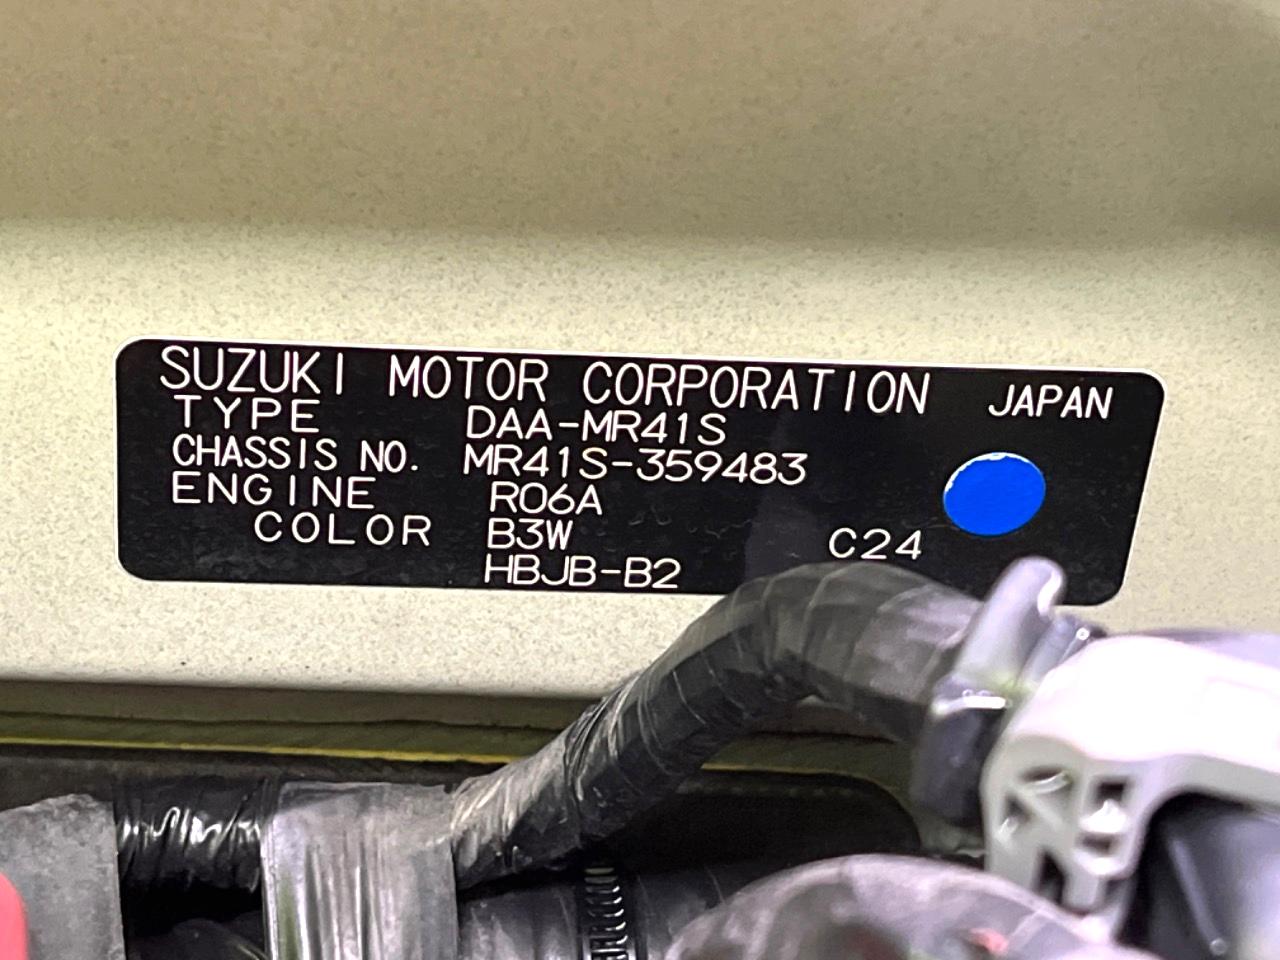 SUZUKI MOTOR CORPORATION JAPAN
TYPE DAA-MR41S
CHASSIS NO. MR41S-359483
ENGINE R06A
COLOR B3W C24
HBJB-B2